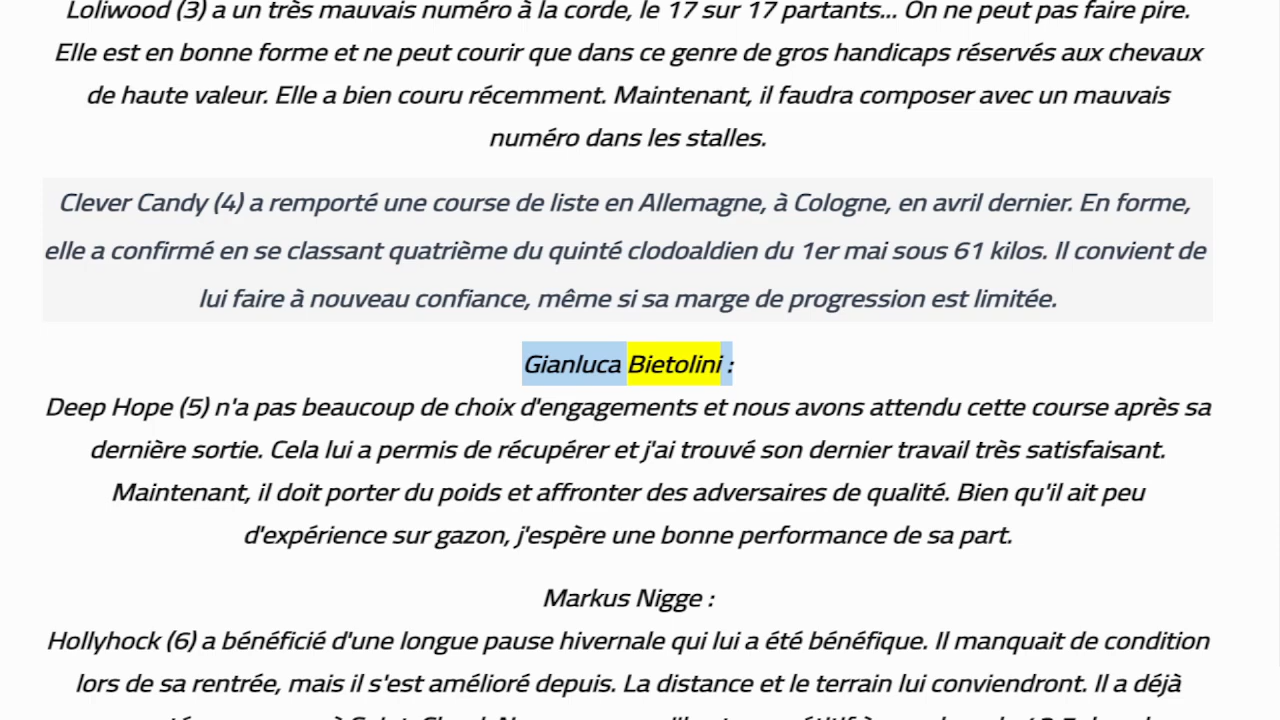 Loliwood (3) a un très mauvais numéro à la corde, le 17 sur 17 partants... On ne peut pas faire pire.
Elle est en bonne forme et ne peut courir que dans ce genre de gros handicaps réservés aux chevaux
de haute valeur. Elle a bien couru récemment. Maintenant, il faudra composer avec un mauvais
numéro dans les stalles.
Clever Candy (4) a remporté une course de liste en Allemagne, à Cologne, en avril dernier. En forme,
elle a confirmé en se classant quatrième du quinté clodoaldien du 1er mai sous 61 kilos. Il convient de
lui faire à nouveau confiance, même si sa marge de progression est limitée.
Gianluca Bietolini :
Deep Hope (5) n'a pas beaucoup de choix d'engagements et nous avons attendu cette course après sa
dernière sortie. Cela lui a permis de récupérer et j'ai trouvé son dernier travail très satisfaisant.
Maintenant, il doit porter du poids et affronter des adversaires de qualité. Bien qu'il ait peu
d'expérience sur gazon, j'espère une bonne performance de sa part.
Markus Nigge :
Hollyhock (6) a bénéficié d'une longue pause hivernale qui lui a été bénéfique. Il manquait de condition
lors de sa rentrée, mais il s'est amélioré depuis. La distance et le terrain lui conviendront. Il a déjà